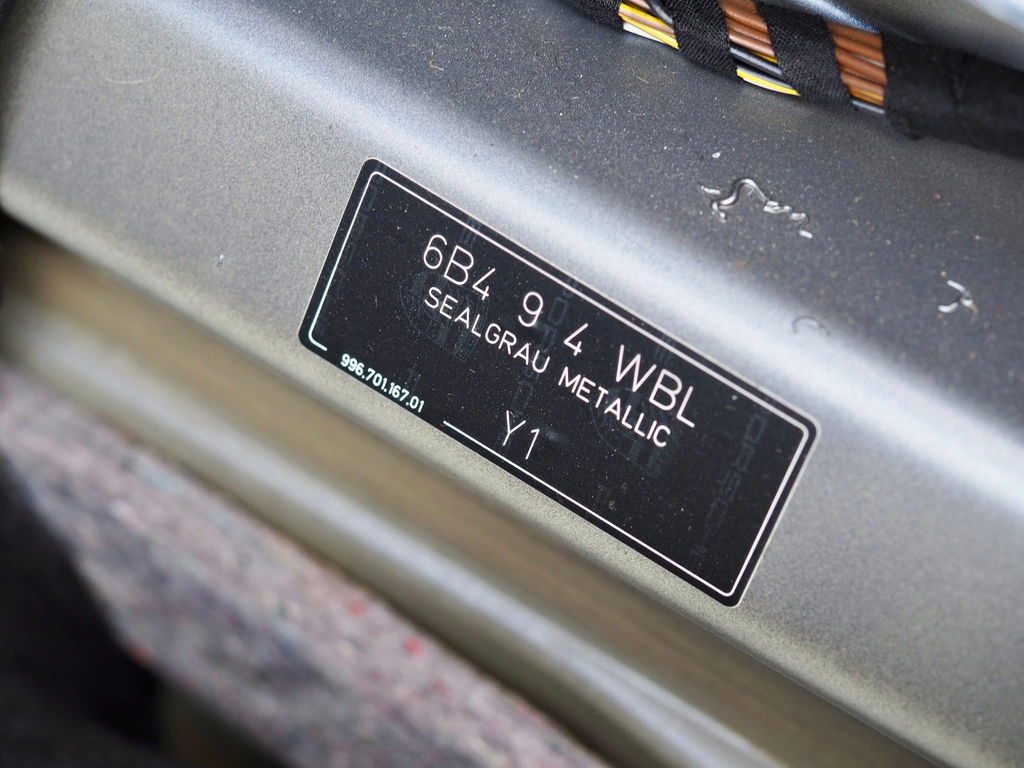 6B4 9 4 WBL
SEALGRAU METALLIC
996.701.167.01
Y1